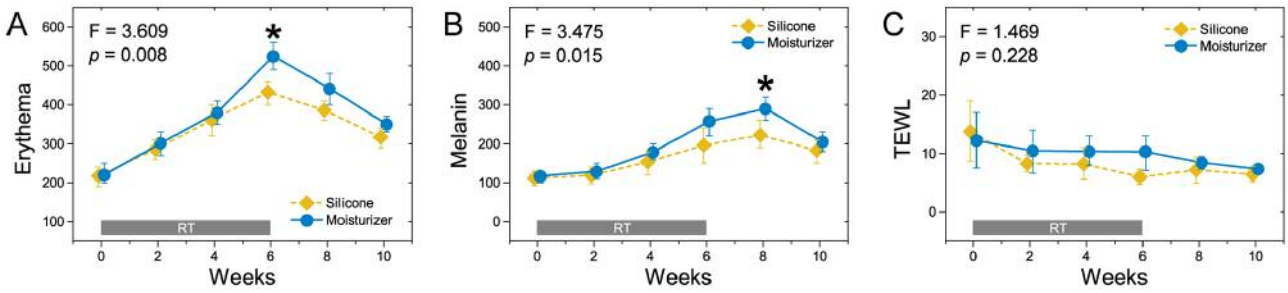 A
F = 3.609
p = 0.008
*
600
500
400
300
200
100
Erythema
Silicone
Moisturizer
RT
0 2 4 6 8 10
Weeks
B
F = 3.475
p = 0.015
*
Silicone
Moisturizer
500
400
300
200
100
0
Melanin
RT
0 2 4 6 8 10
Weeks
C
F = 1.469
p = 0.228
Silicone
Moisturizer
30
20
10
0
TEWL
RT
0 2 4 6 8 10
Weeks